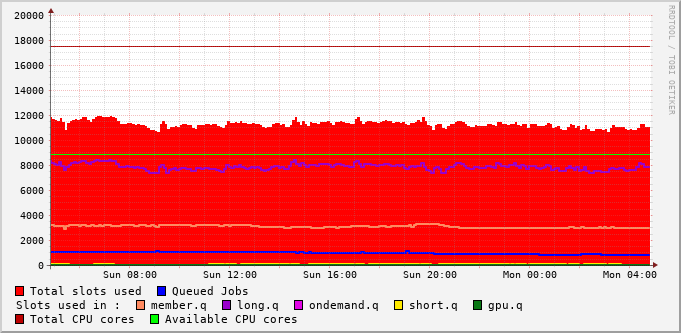 20000
18000
16000
14000
12000
10000
8000
6000
4000
2000
0
Sun 08:00 Sun 12:00 Sun 16:00 Sun 20:00 Mon 00:00 Mon 04:00
Total slots used Queued Jobs
Slots used in : member.q long.q ondemand.q short.q gpu.q
Total CPU cores Available CPU cores
RRDTOOL / TOBI OETIKER